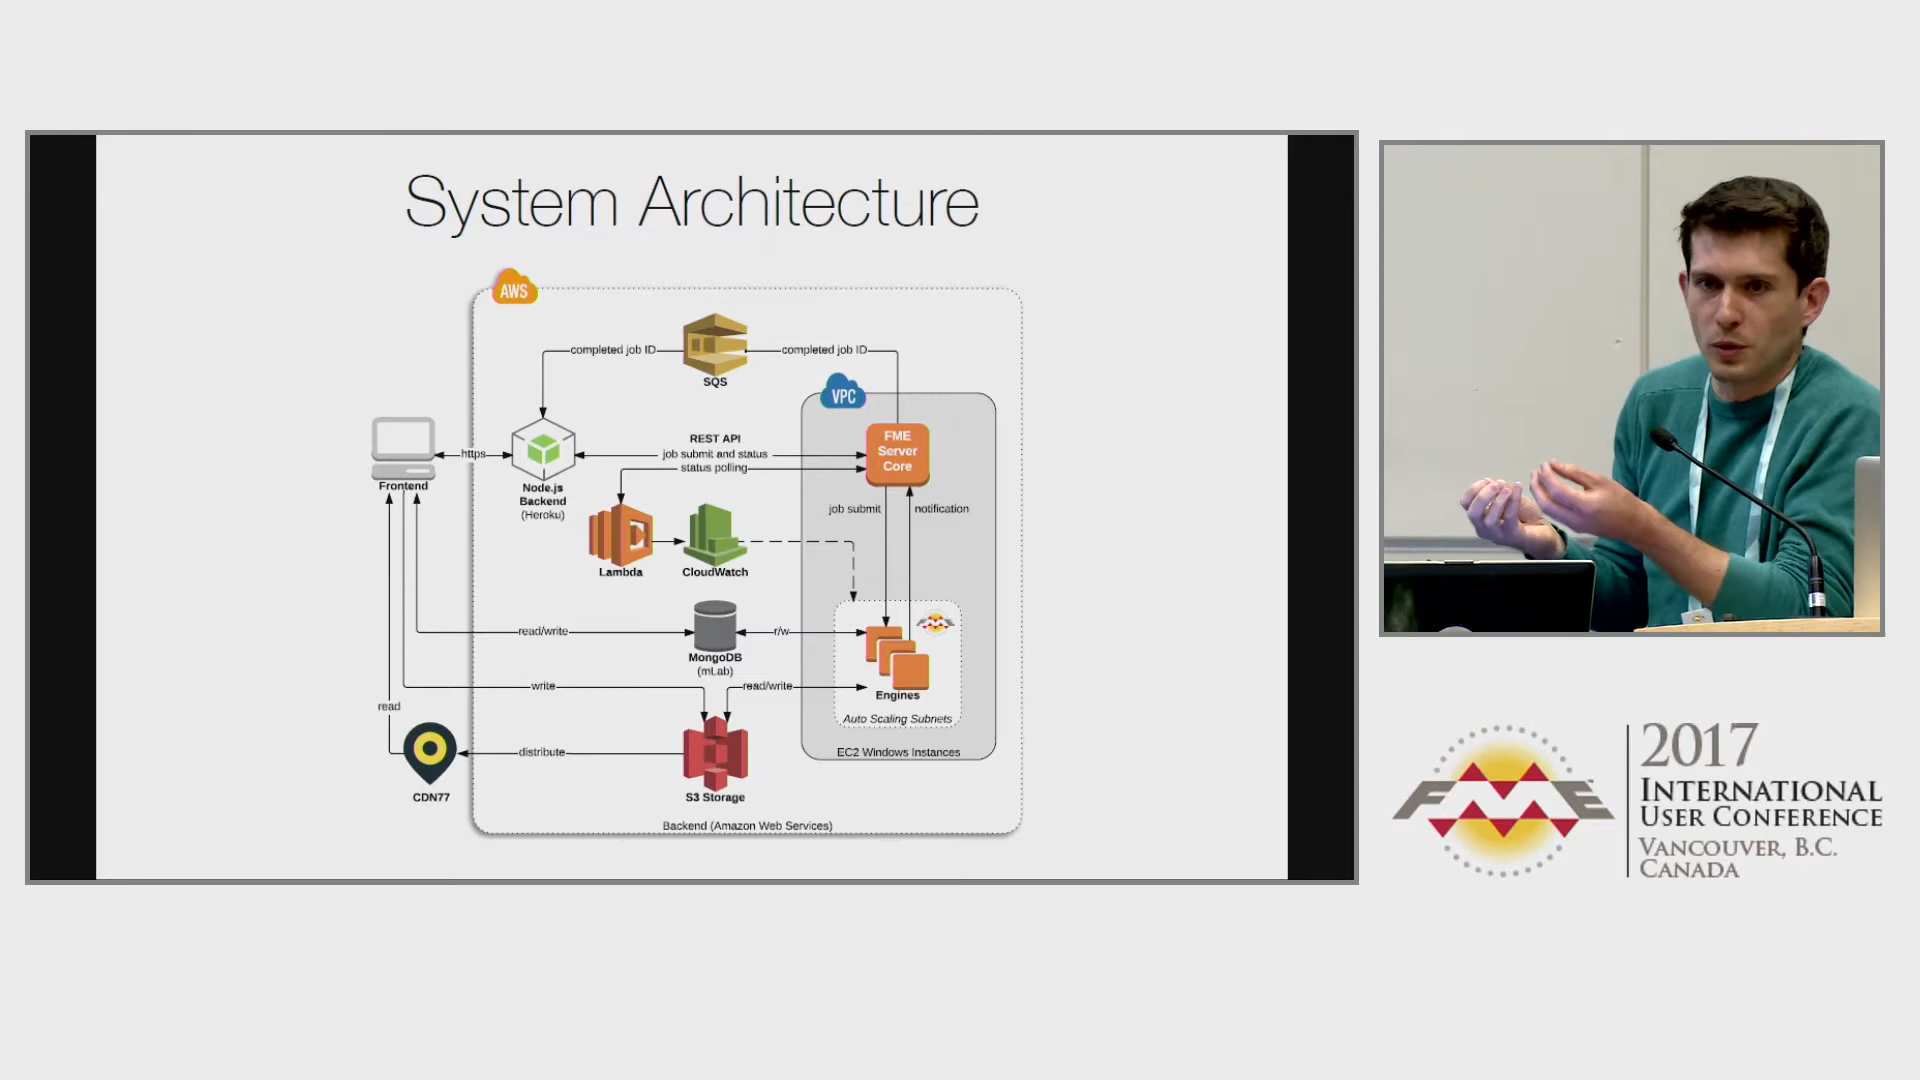 System Architecture
AWS
completed job ID
completed job ID
SQS
VPC
FME
Server
Core
REST API
job submit and status
status polling
https
Frontend
Node.js
Backend
(Heroku)
job submit
notification
Lambda
CloudWatch
read/write
r/w
MongoDB
(mLab)
write
read/write
Engines
read
Auto Scaling Subnets
distribute
EC2 Windows Instances
CDN77
S3 Storage
Backend (Amazon Web Services)
FME
2017
International
User Conference
Vancouver, B.C.
Canada